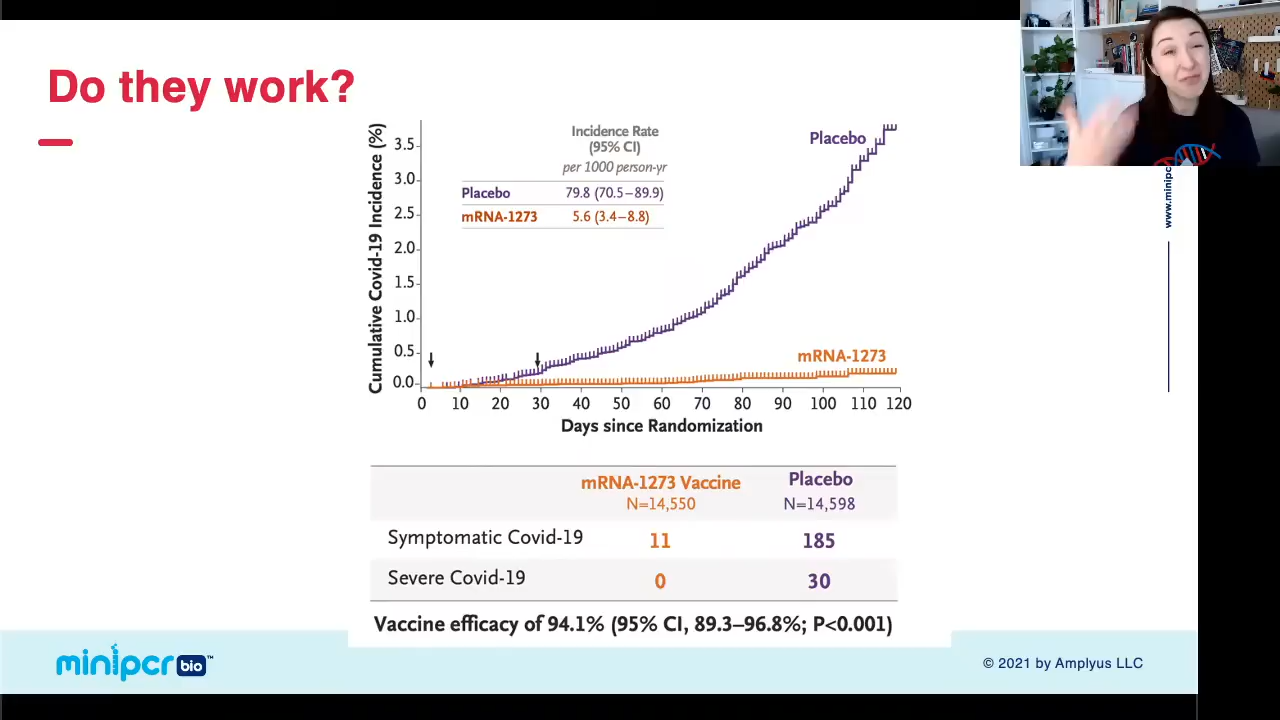 Do they work?
Cumulative Covid-19 Incidence (%)
3.5
3.0
2.5
2.0
1.5
1.0
0.5
0.0
Incidence Rate
(95% CI)
per 1000 person-yr
Placebo 79.8 (70.5–89.9)
mRNA-1273 5.6 (3.4–8.8)
Placebo
mRNA-1273
0 10 20 30 40 50 60 70 80 90 100 110 120
Days since Randomization
mRNA-1273 Vaccine Placebo
N=14,550 N=14,598
Symptomatic Covid-19 11 185
Severe Covid-19 0 30
Vaccine efficacy of 94.1% (95% CI, 89.3–96.8%; P<0.001)
www.minipc
minipcr bio™
© 2021 by Amplyus LLC